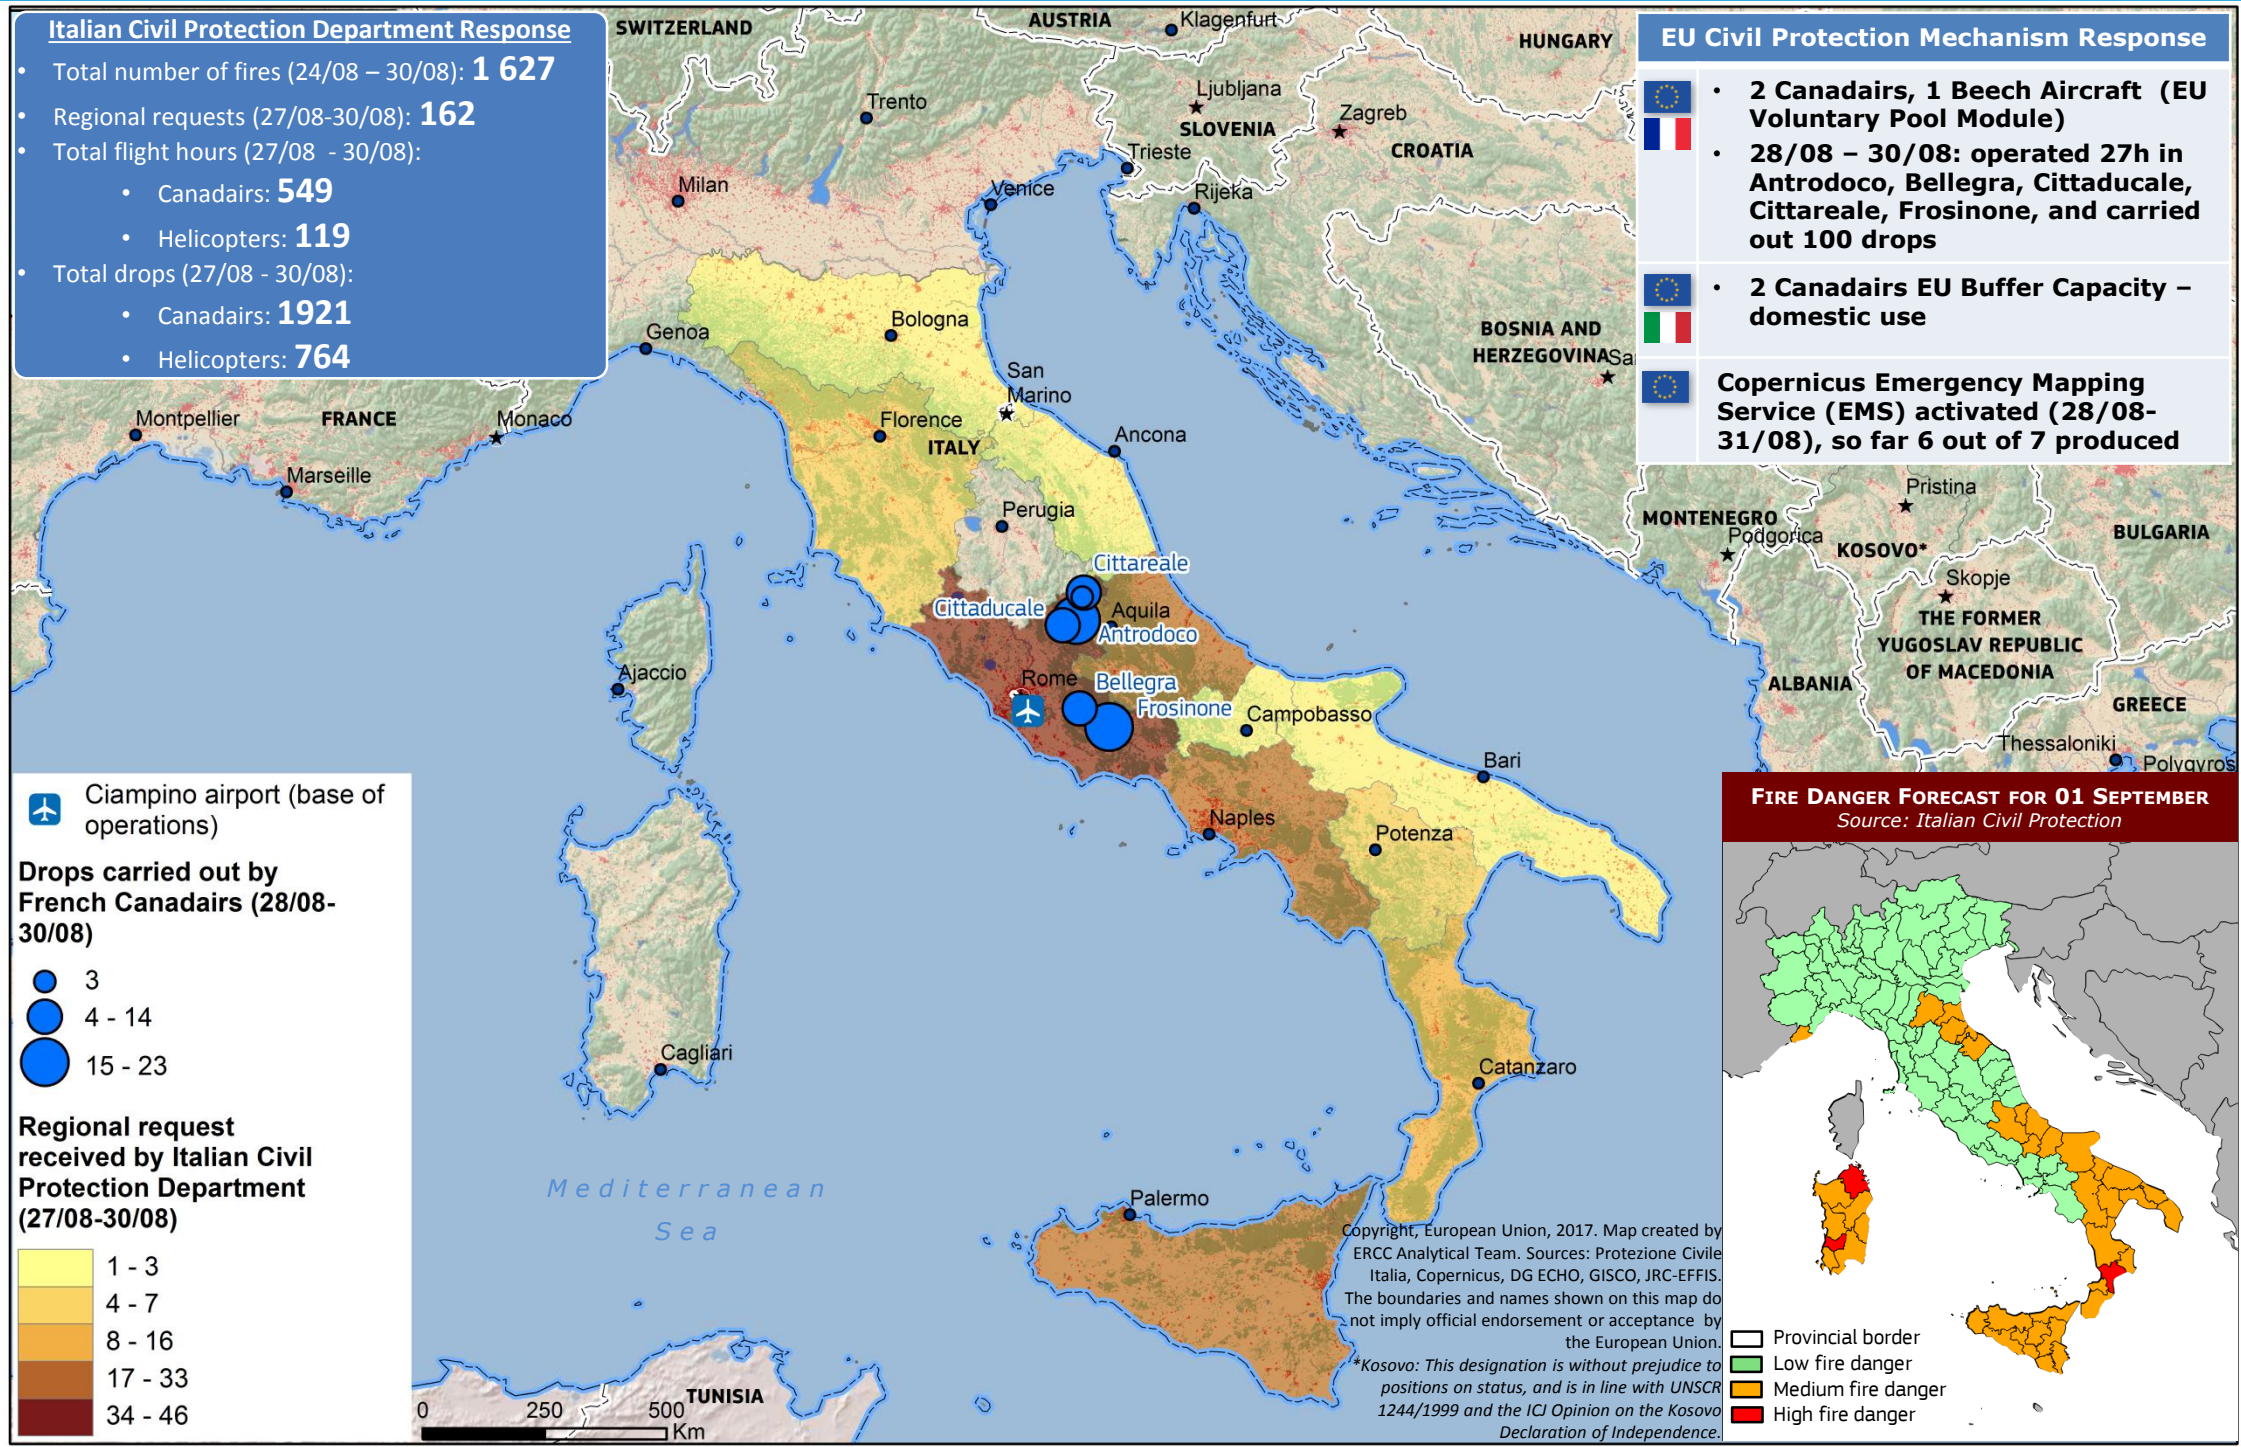 Italian Civil Protection Department Response
• Total number of fires (24/08 – 30/08): 1 627
• Regional requests (27/08-30/08): 162
• Total flight hours (27/08 - 30/08):
• Canadairs: 549
• Helicopters: 119
• Total drops (27/08 - 30/08):
• Canadairs: 1921
• Helicopters: 764
EU Civil Protection Mechanism Response
• 2 Canadairs, 1 Beech Aircraft (EU
Voluntary Pool Module)
• 28/08 – 30/08: operated 27h in
Antrodoco, Bellegra, Cittaducale,
Cittareale, Frosinone, and carried
out 100 drops
• 2 Canadairs EU Buffer Capacity –
domestic use
Copernicus Emergency Mapping
Service (EMS) activated (28/08-
31/08), so far 6 out of 7 produced
SWITZERLAND
AUSTRIA
Klagenfurt
HUNGARY
Trento
Ljubljana
SLOVENIA
Zagreb
CROATIA
Trieste
Milan
Venice
Rijeka
Bologna
Genoa
BOSNIA AND
HERZEGOVINA
Sa
San
Marino
Montpellier
FRANCE
Monaco
Florence
ITALY
Ancona
Marseille
Perugia
Pristina
MONTENEGRO
Podgorica
KOSOVO*
BULGARIA
Cittareale
Skopje
Cittaducale
Aquila
Antrodoco
THE FORMER
YUGOSLAV REPUBLIC
OF MACEDONIA
Ajaccio
Rome
Bellegra
Frosinone
Campobasso
ALBANIA
GREECE
Thessaloniki
Polygyros
Bari
Naples
Potenza
Cagliari
Catanzaro
Palermo
Mediterranean
Sea
TUNISIA
0 250 500
Km
Ciampino airport (base of
operations)
Drops carried out by
French Canadairs (28/08-
30/08)
3
4 - 14
15 - 23
Regional request
received by Italian Civil
Protection Department
(27/08-30/08)
1 - 3
4 - 7
8 - 16
17 - 33
34 - 46
Copyright, European Union, 2017. Map created by
ERCC Analytical Team. Sources: Protezione Civile
Italia, Copernicus, DG ECHO, GISCO, JRC-EFFIS.
The boundaries and names shown on this map do
not imply official endorsement or acceptance by
the European Union.
*Kosovo: This designation is without prejudice to
positions on status, and is in line with UNSCR
1244/1999 and the ICJ Opinion on the Kosovo
Declaration of Independence.
FIRE DANGER FORECAST FOR 01 SEPTEMBER
Source: Italian Civil Protection
Provincial border
Low fire danger
Medium fire danger
High fire danger